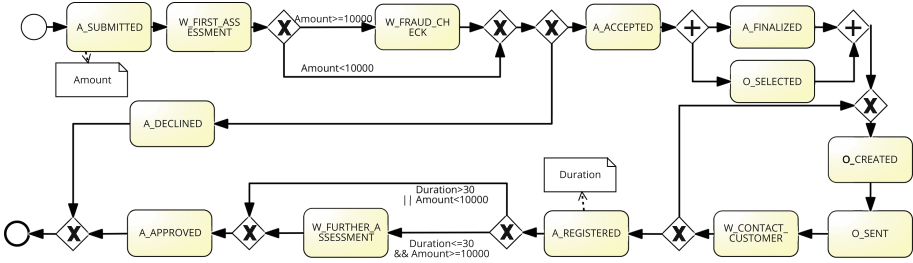 A_SUBMITTED
W_FIRST_ASS
ESSMENT
Amount>=10000
W_FRAUD_CH
ECK
A_ACCEPTED
A_FINALIZED
Amount<10000
Amount
O_SELECTED
A_DECLINED
O_CREATED
Duration
Duration>30
|| Amount<10000
A_APPROVED
W_FURTHER_A
SSESSMENT
Duration<=30
&& Amount>=10000
A_REGISTERED
W_CONTACT_
CUSTOMER
O_SENT